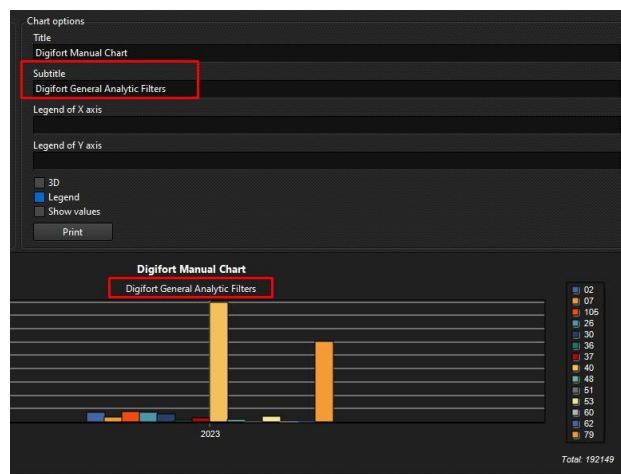 Chart options
Title
Digifort Manual Chart
Subtitle
Digifort General Analytic Filters
Legend of X axis
Legend of Y axis
3D
Legend
Show values
Print
Digifort Manual Chart
Digifort General Analytic Filters
02
07
105
26
30
36
37
40
48
51
53
60
62
79
2023
Total: 192149